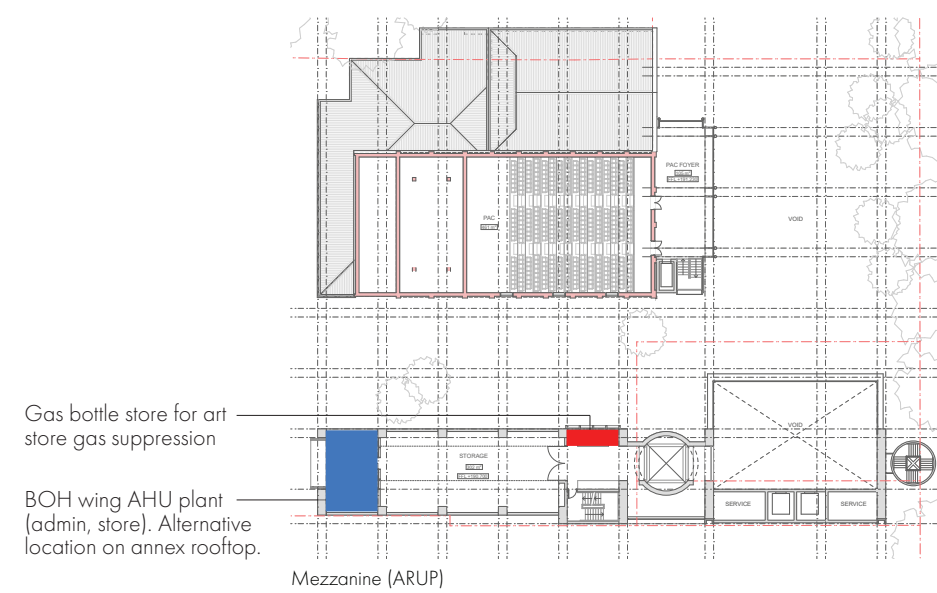 PAC FOYER
VOID
PAC
Gas bottle store for art
store gas suppression
VOID
STORAGE
BOH wing AHU plant
(admin, store). Alternative
location on annex rooftop.
SERVICE
SERVICE
Mezzanine (ARUP)